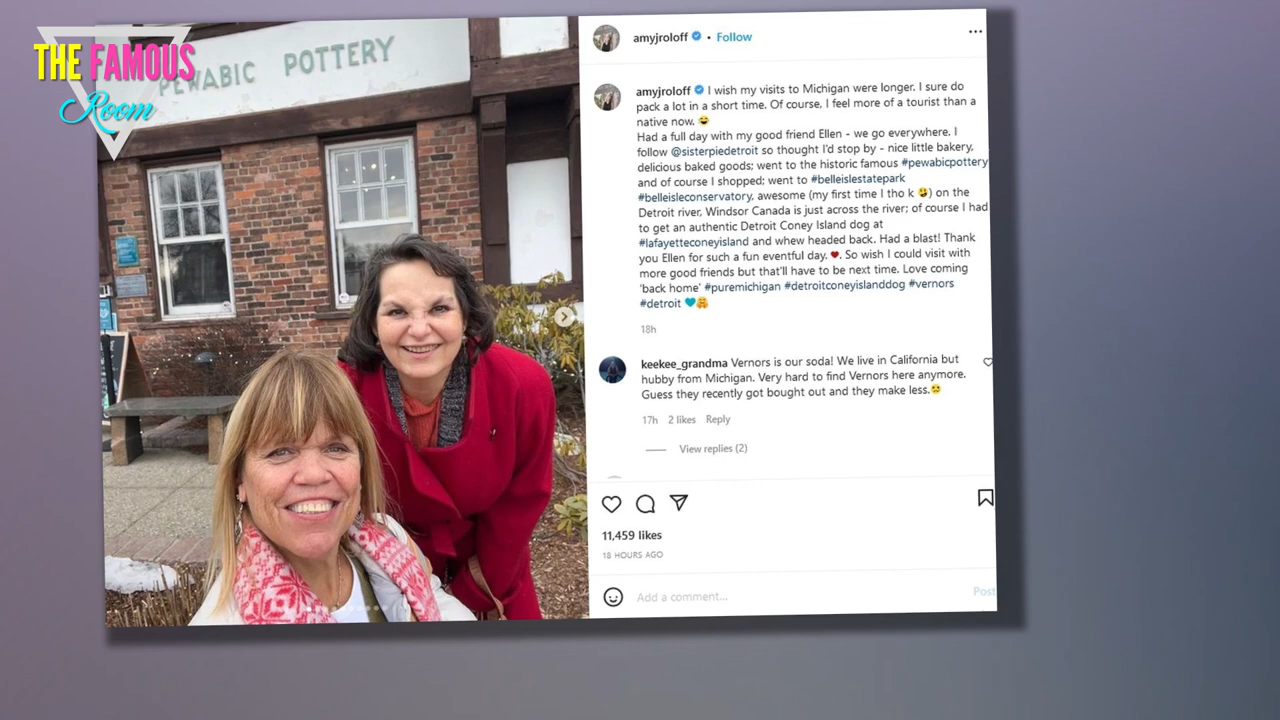 THE FAMOUS
Room
PEWABIC POTTERY
amyjroloff • Follow
amyjroloff I wish my visits to Michigan were longer. I sure do
pack a lot in a short time. Of course, I feel more of a tourist than a
native now. 😂
Had a full day with my good friend Ellen - we go everywhere. I
follow @sisterpiedetroit so thought I'd stop by - nice little bakery,
delicious baked goods; went to the historic famous #pewabicpottery
and of course I shopped; went to #belleislestatepark
#belleisleconservatory, awesome (my first time I tho k 🤪) on the
Detroit river, Windsor Canada is just across the river; of course I had
to get an authentic Detroit Coney Island dog at
#lafayetteconeyisland and whew headed back. Had a blast! Thank
you Ellen for such a fun eventful day. ❤️. So wish I could visit with
more good friends but that'll have to be next time. Love coming
'back home' #puremichigan #detroitconeyislanddog #vernors
#detroit 💙🤗
18h
keekee_grandma Vernors is our soda! We live in California but
hubby from Michigan. Very hard to find Vernors here anymore.
Guess they recently got bought out and they make less.🙁
17h 2 likes Reply
View replies (2)
11,459 likes
18 HOURS AGO
Add a comment...
Post